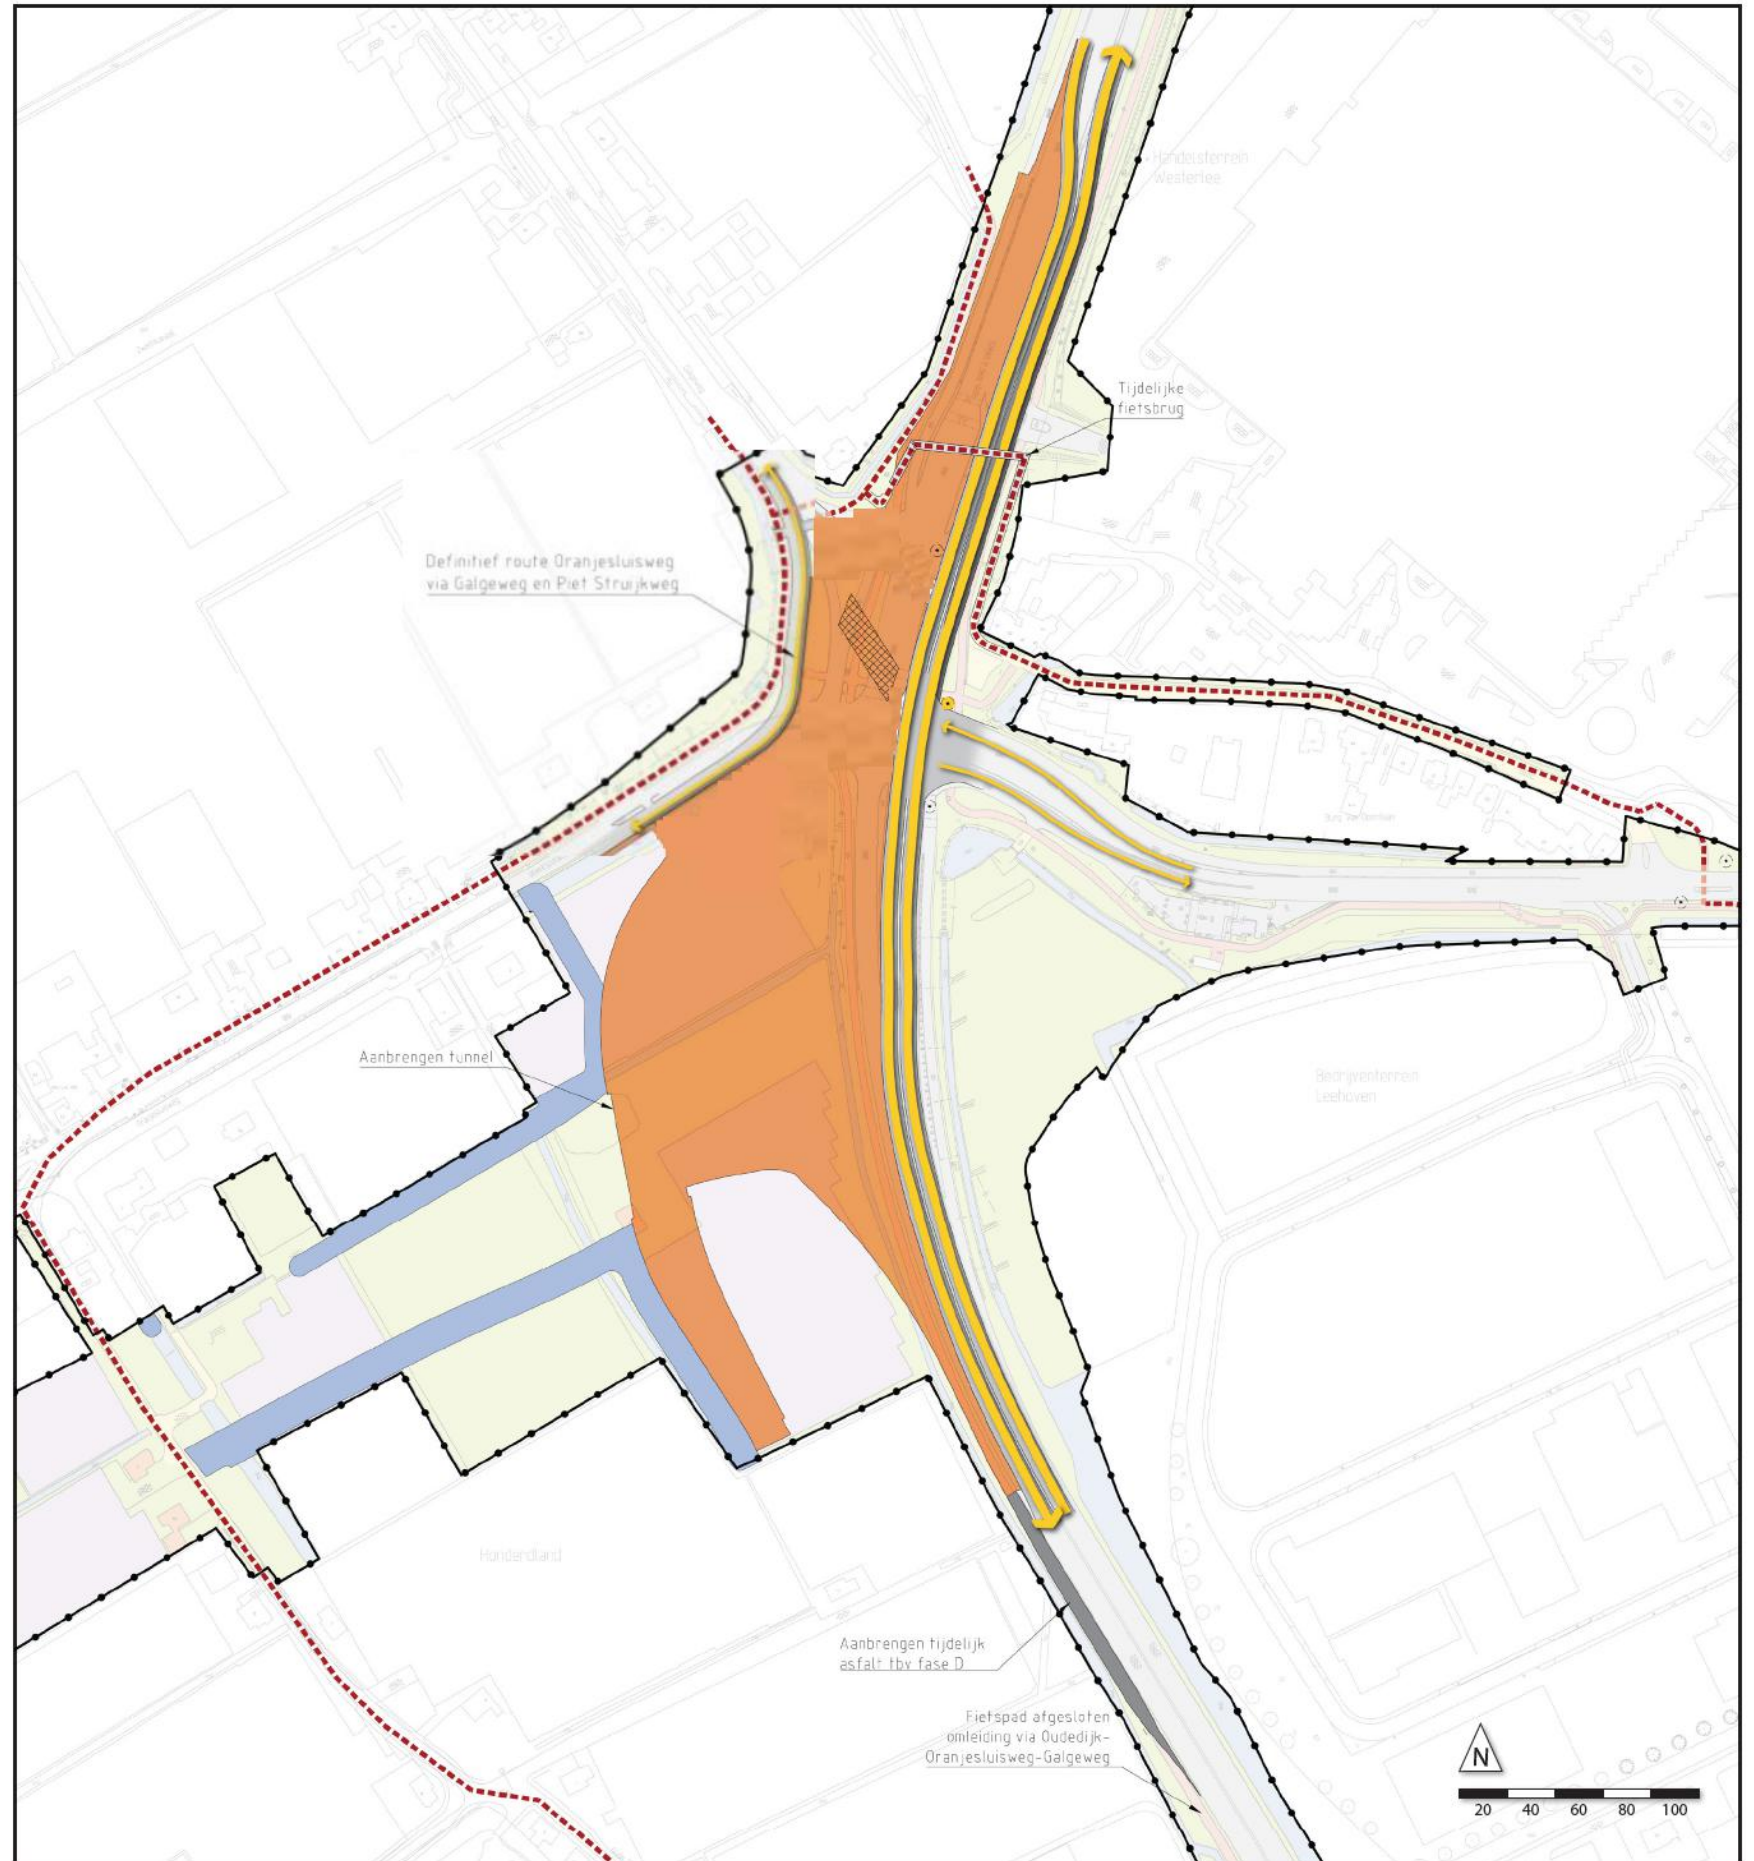 Handelsterrein
Westerlee
Tijdelijke
fietsbrug
Definitief route Oranjesluisweg
via Galgeweg en Piet Struijkweg
Aanbrengen tunnel
Bedrijventerrein
Leehoven
Honderdland
Aanbrengen tijdelijk
asfalt tbv fase D
Fietspad afgesloten
omleiding via Oudedijk-
Oranjesluisweg-Galgeweg
N
20 40 60 80 100